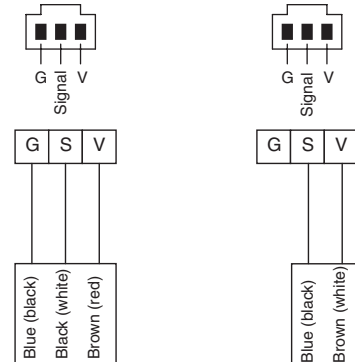 G Signal V
G S V
Blue (black)
Black (white)
Brown (red)
G Signal V
G S V
Blue (black)
Brown (white)